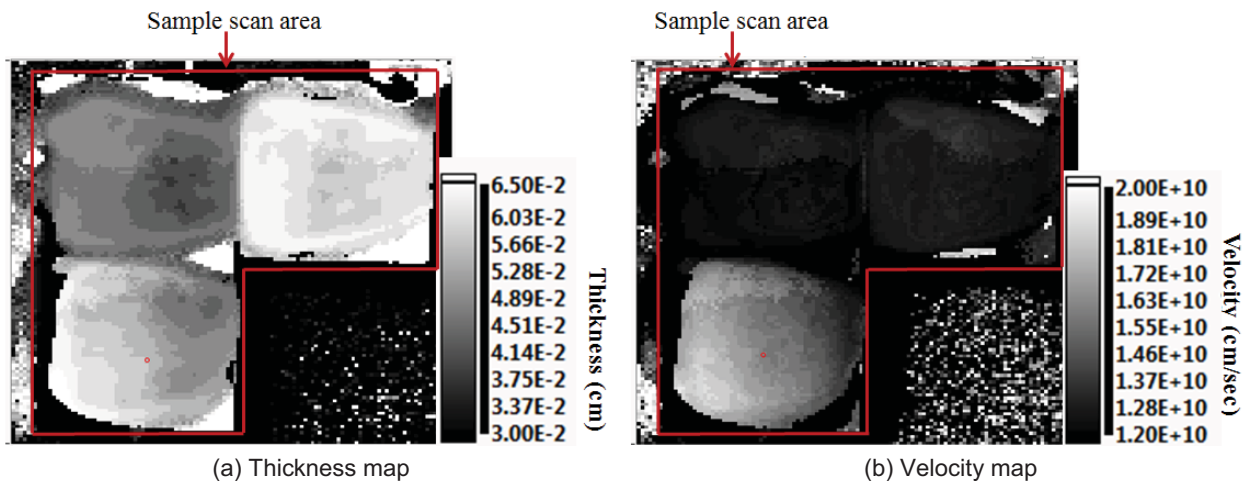 Sample scan area
6.50E-2
6.03E-2
5.66E-2
5.28E-2
4.89E-2
4.51E-2
4.14E-2
3.75E-2
3.37E-2
3.00E-2
Thickness (cm)
(a) Thickness map
Sample scan area
2.00E+10
1.89E+10
1.81E+10
1.72E+10
1.63E+10
1.55E+10
1.46E+10
1.37E+10
1.28E+10
1.20E+10
Velocity (cm/sec)
(b) Velocity map